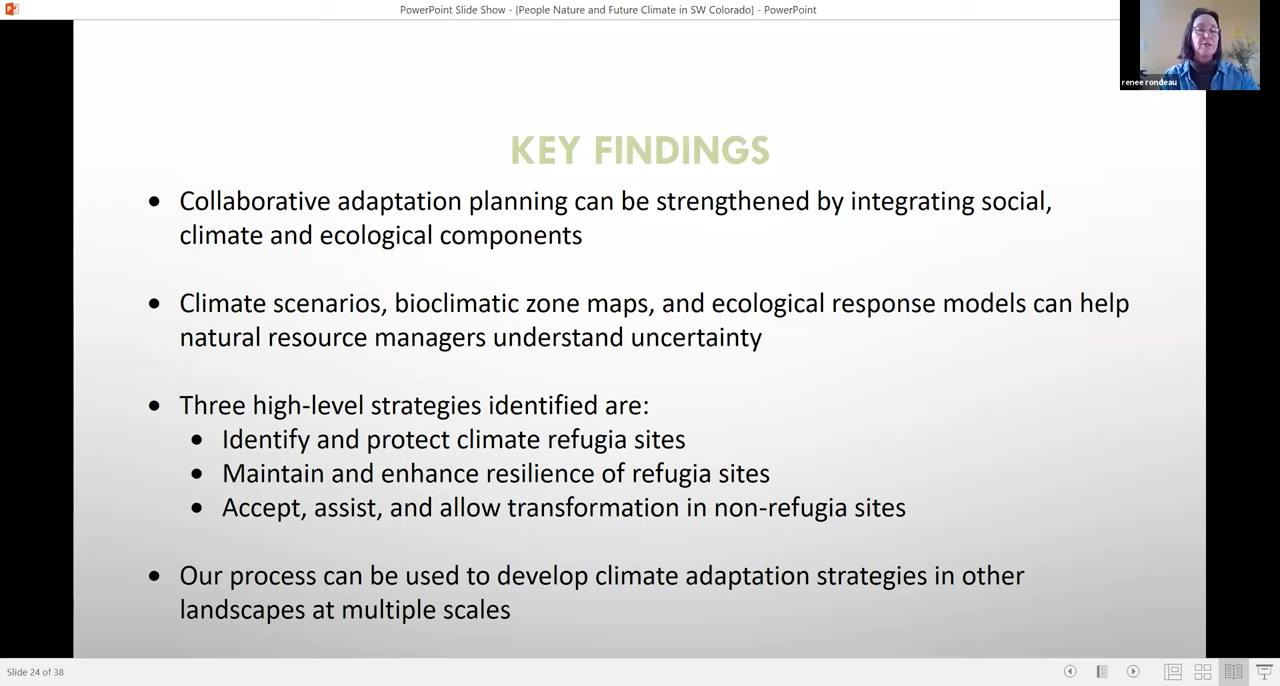 PowerPoint Slide Show - [People Nature and Future Climate in SW Colorado] - PowerPoint
renee rondeau
KEY FINDINGS
• Collaborative adaptation planning can be strengthened by integrating social,
climate and ecological components
• Climate scenarios, bioclimatic zone maps, and ecological response models can help
natural resource managers understand uncertainty
• Three high-level strategies identified are:
• Identify and protect climate refugia sites
• Maintain and enhance resilience of refugia sites
• Accept, assist, and allow transformation in non-refugia sites
• Our process can be used to develop climate adaptation strategies in other
landscapes at multiple scales
Slide 24 of 38